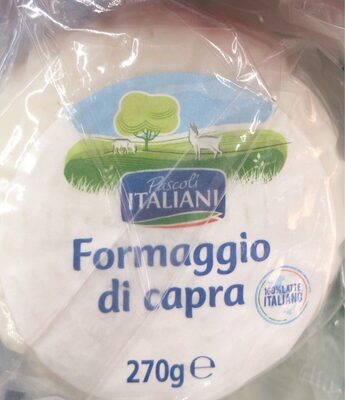 Pascoli
ITALIANI
Formaggio
di capra
100% LATTE
ITALIANO
270g ℮